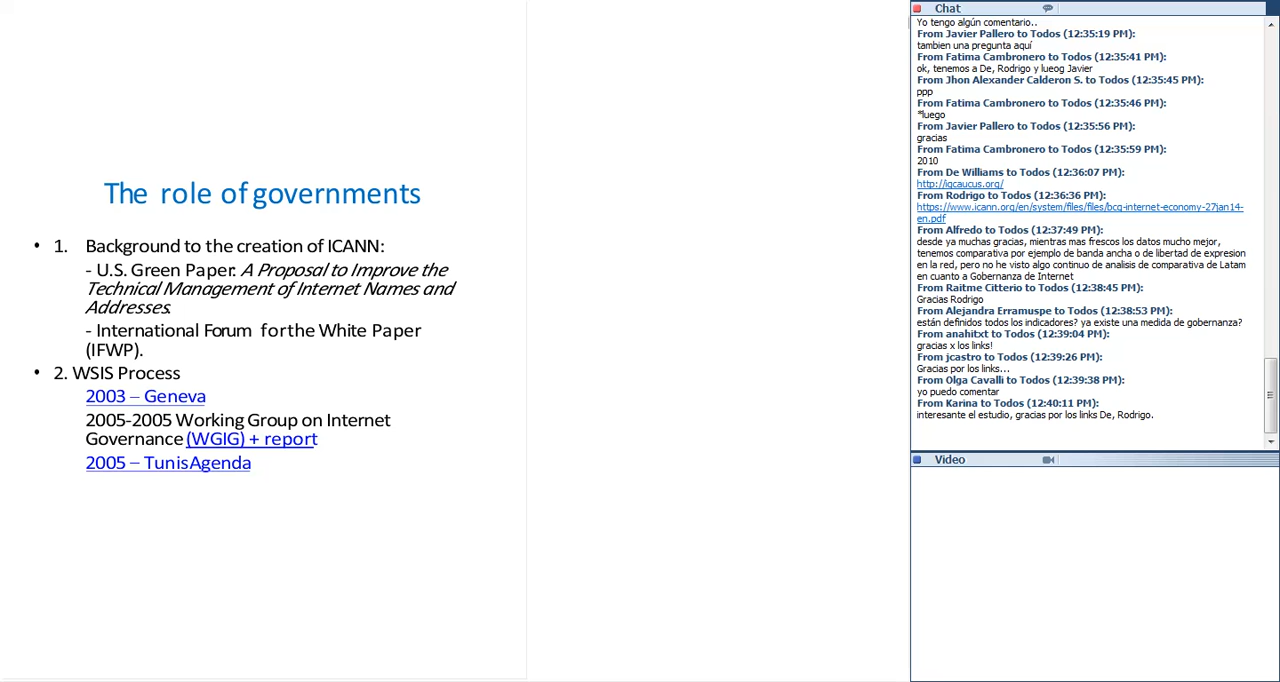 The role of governments
• 1. Background to the creation of ICANN:
- U.S. Green Paper: A Proposal to Improve the
Technical Management of Internet Names and
Addresses.
- International Forum for the White Paper
(IFWP).
• 2. WSIS Process
2003 – Geneva
2005-2005 Working Group on Internet
Governance (WGIG) + report
2005 – Tunis Agenda
Chat
Yo tengo algún comentario..
From Javier Pallero to Todos (12:35:19 PM):
tambien una pregunta aquí
From Fatima Cambronero to Todos (12:35:41 PM):
ok, tenemos a De, Rodrigo y lueog Javier
From Jhon Alexander Calderon S. to Todos (12:35:45 PM):
ppp
From Fatima Cambronero to Todos (12:35:46 PM):
*luego
From Javier Pallero to Todos (12:35:56 PM):
gracias
From Fatima Cambronero to Todos (12:35:59 PM):
2010
From De Williams to Todos (12:36:07 PM):
http://igcaucus.org/
From Rodrigo to Todos (12:36:36 PM):
https://www.icann.org/en/system/files/files/bcg-internet-economy-27jan14-
en.pdf
From Alfredo to Todos (12:37:49 PM):
desde ya muchas gracias, mientras mas frescos los datos mucho mejor,
tenemos comparativa por ejemplo de banda ancha o de libertad de expresion
en la red, pero no he visto algo continuo de analisis de comparativa de Latam
en cuanto a Gobernanza de Internet
From Raitme Citterio to Todos (12:38:45 PM):
Gracias Rodrigo
From Alejandra Erramuspe to Todos (12:38:53 PM):
están definidos todos los indicadores? ya existe una medida de gobernanza?
From anahitxt to Todos (12:39:04 PM):
gracias x los links!
From jcastro to Todos (12:39:26 PM):
Gracias por los links...
From Olga Cavalli to Todos (12:39:38 PM):
yo puedo comentar
From Karina to Todos (12:40:11 PM):
interesante el estudio, gracias por los links De, Rodrigo.
Video